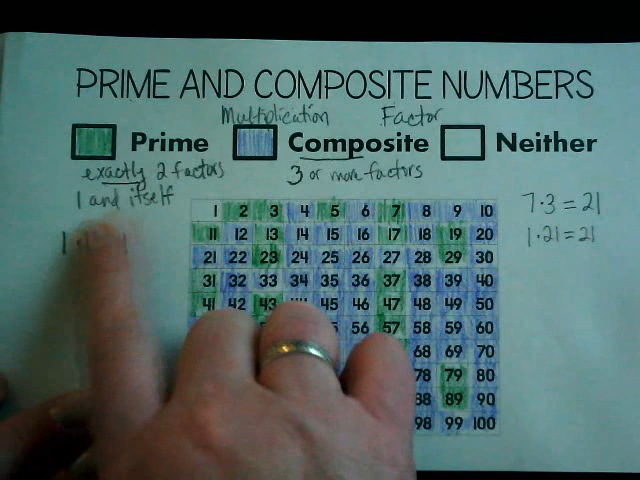 PRIME AND COMPOSITE NUMBERS
Multiplication Factor
Prime Composite Neither
exactly 2 factors 3 or more factors
1 and itself
7·3=21
1·21=21
1 2 3 4 5 6 7 8 9 10
11 12 13 14 15 16 17 18 19 20
21 22 23 24 25 26 27 28 29 30
31 32 33 34 35 36 37 38 39 40
41 42 43 44 45 46 47 48 49 50
56 57 58 59 60
68 69 70
78 79 80
88 89 90
98 99 100